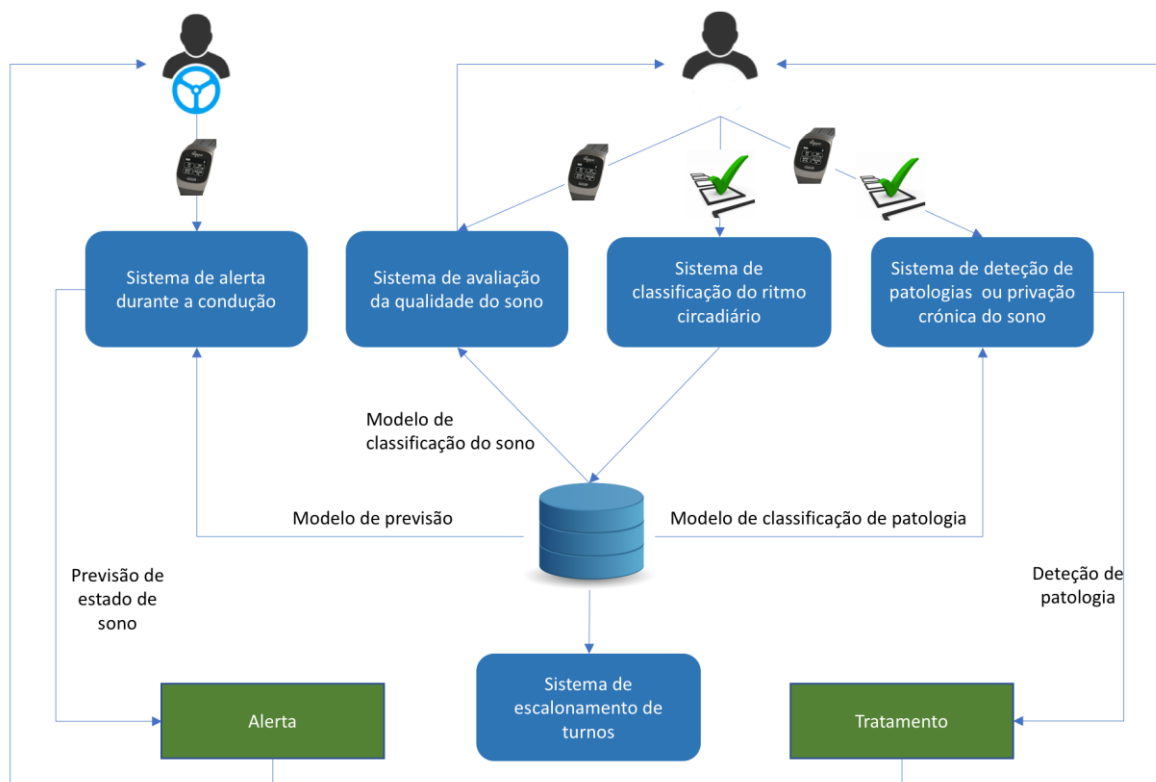 Sistema de alerta
durante a condução
Sistema de avaliação
da qualidade do sono
Sistema de
classificação do ritmo
circadiário
Sistema de deteção de
patologias ou privação
crónica do sono
Modelo de
classificação do sono
Modelo de previsão
Modelo de classificação de patologia
Previsão de
estado de
sono
Deteção de
patologia
Sistema de
escalonamento de
turnos
Alerta
Tratamento